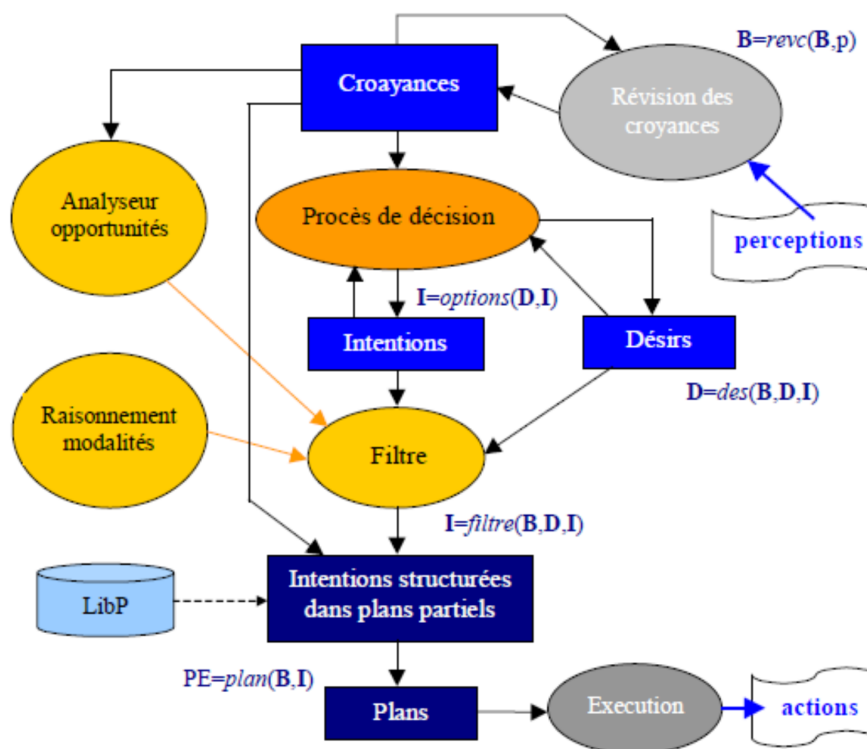 B=revc(B,p)
Croayances
Révision des
croyances
Analyseur
opportunités
Procès de décision
perceptions
I=options(D,I)
Intentions
Désirs
D=des(B,D,I)
Raisonnement
modalités
Filtre
I=filtre(B,D,I)
Intentions structurées
dans plans partiels
LibP
PE=plan(B,I)
Plans
Execution
actions